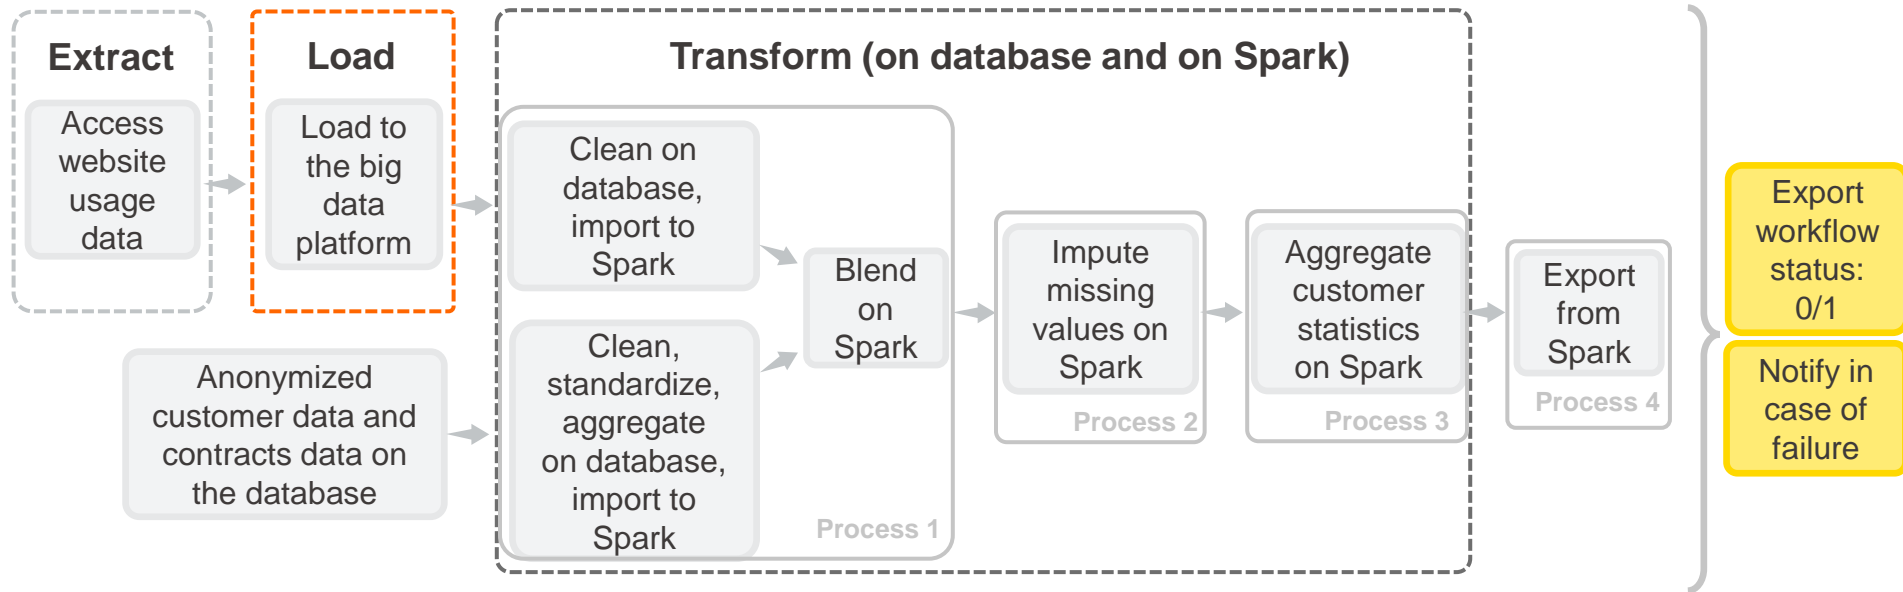 Extract
Access
website
usage
data
Load
Load to
the big
data
platform
Anonymized
customer data and
contracts data on
the database
Transform (on database and on Spark)
Clean on
database,
import to
Spark
Clean,
standardize,
aggregate
on database,
import to
Spark
Blend
on
Spark
Process 1
Impute
missing
values on
Spark
Process 2
Aggregate
customer
statistics
on Spark
Process 3
Export
from
Spark
Process 4
Export
workflow
status:
0/1
Notify in
case of
failure